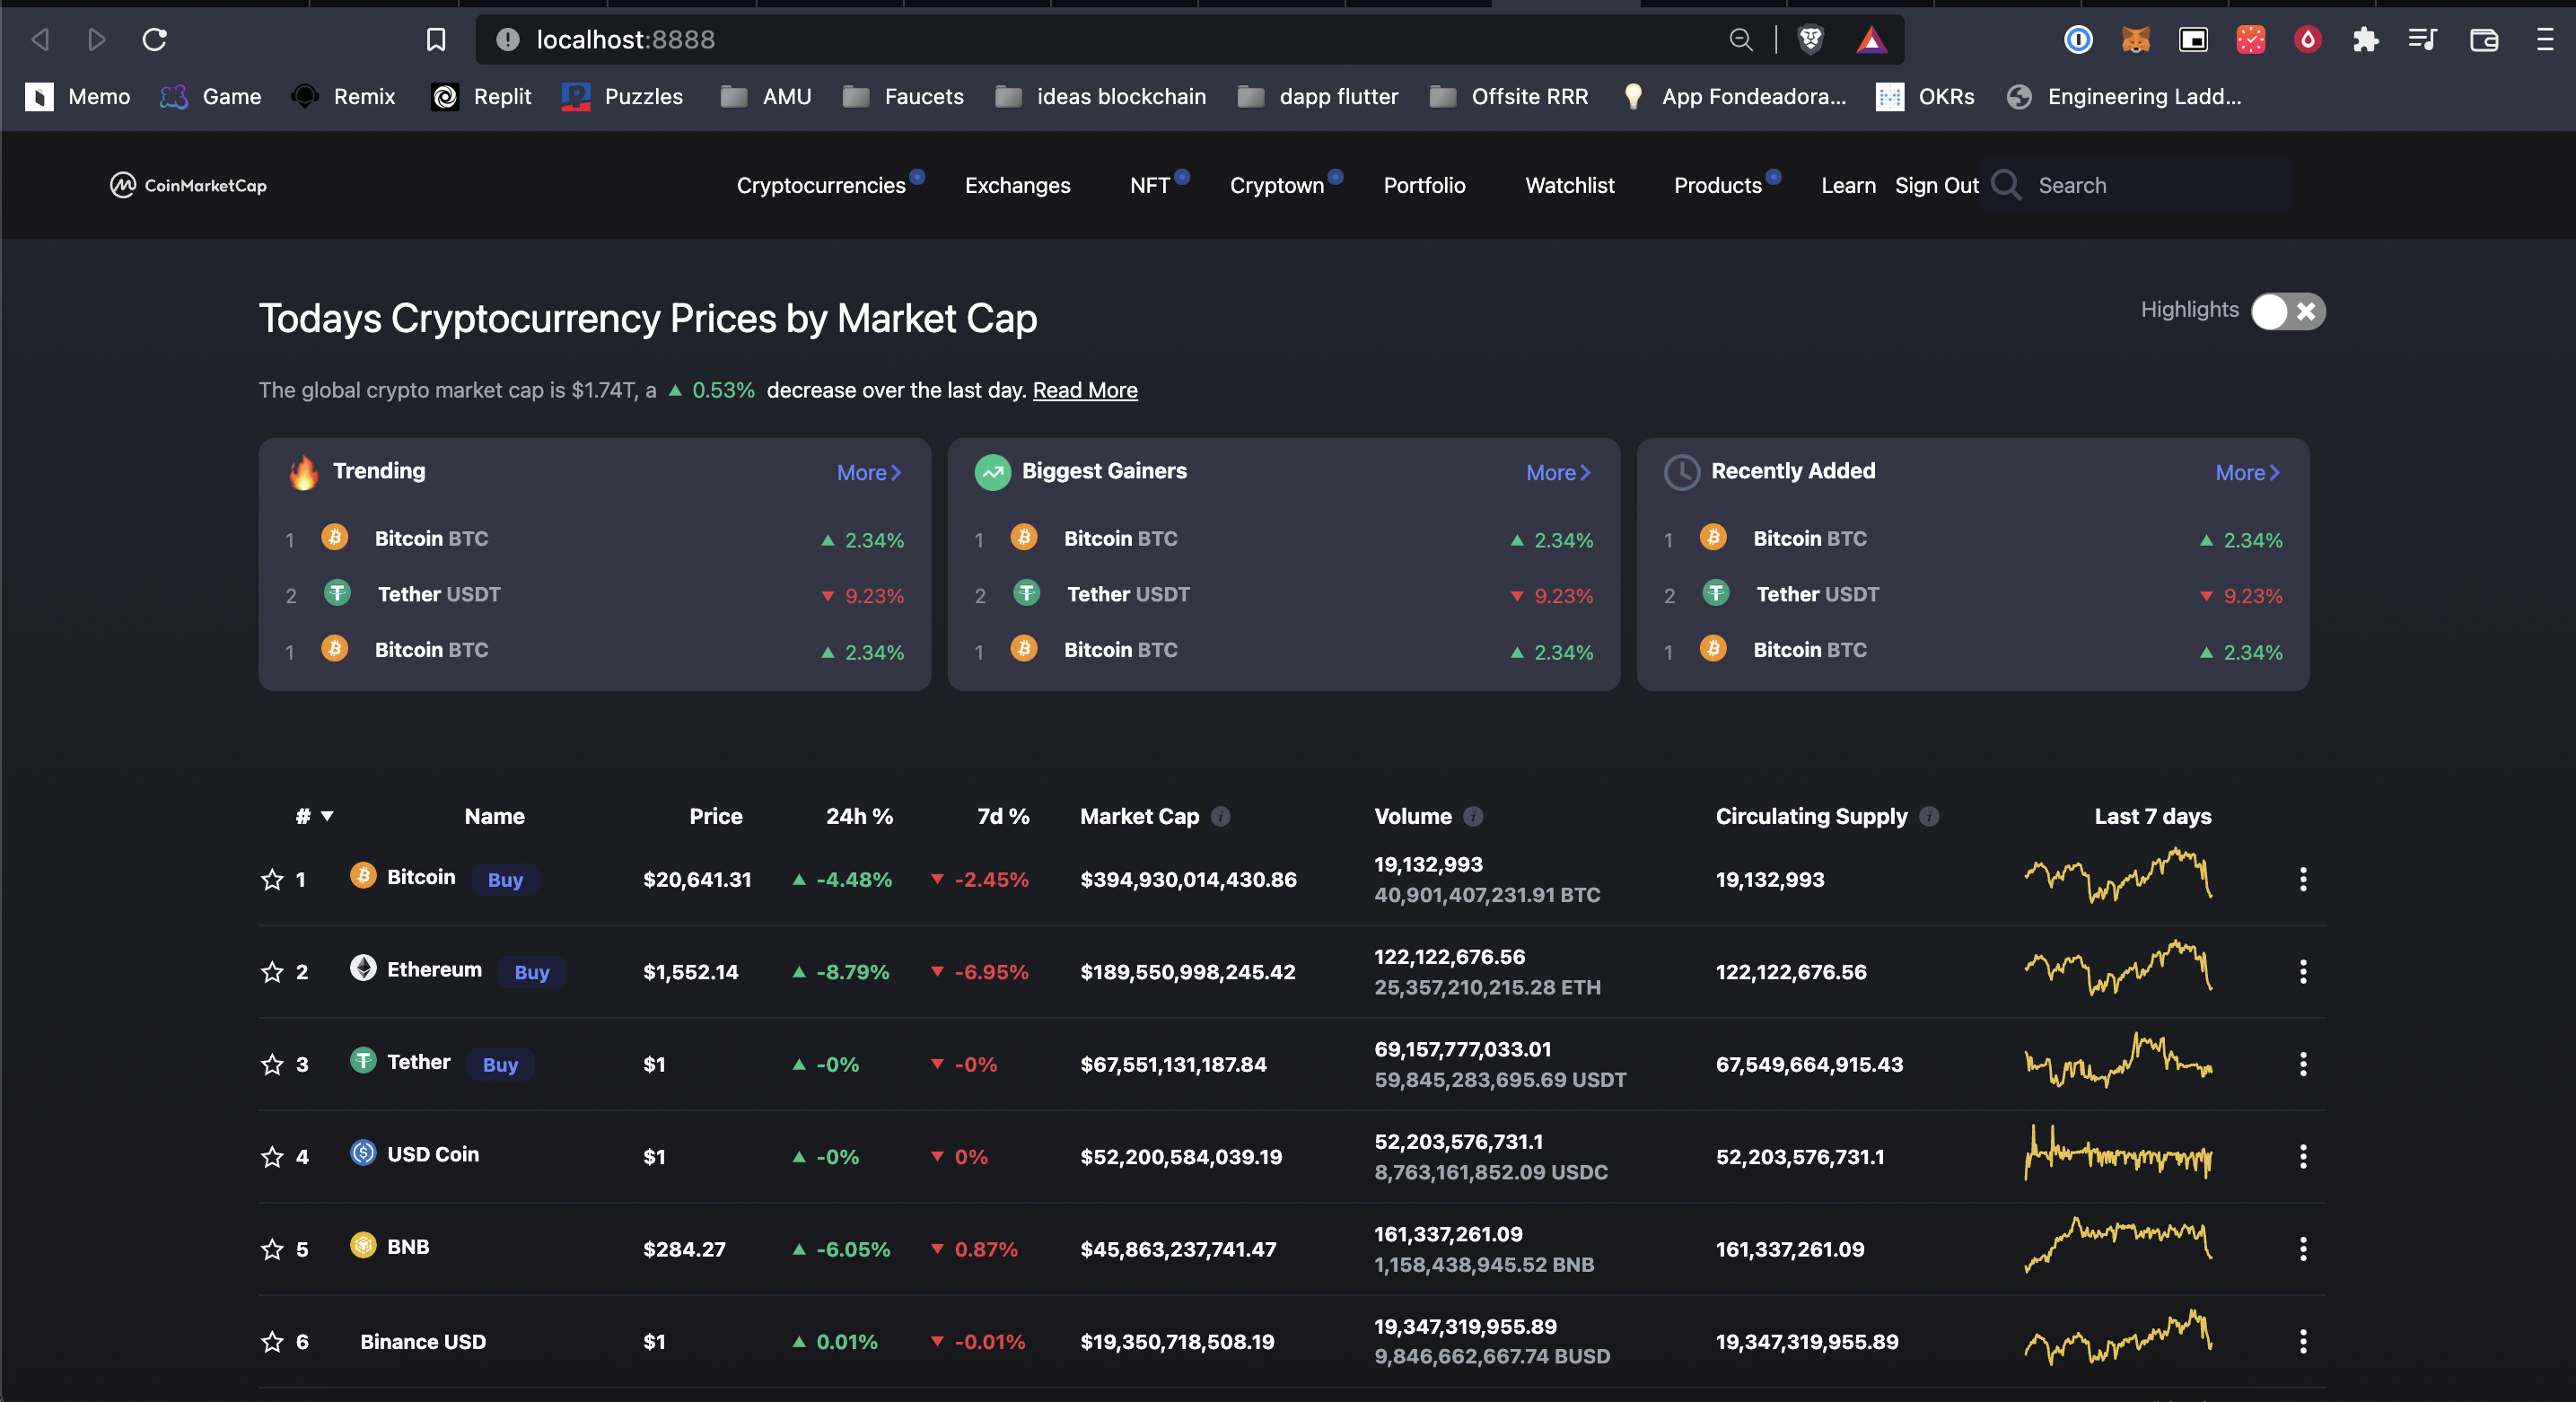 localhost:8888
Memo Game Remix Replit Puzzles AMU Faucets ideas blockchain dapp flutter Offsite RRR App Fondeadora... OKRs Engineering Ladd...
CoinMarketCap Cryptocurrencies Exchanges NFT Cryptown Portfolio Watchlist Products Learn Sign Out Search
Todays Cryptocurrency Prices by Market Cap Highlights
The global crypto market cap is $1.74T, a ▲ 0.53% decrease over the last day. Read More
Trending More
1 Bitcoin BTC ▲ 2.34%
2 Tether USDT ▼ 9.23%
1 Bitcoin BTC ▲ 2.34%
Biggest Gainers More
1 Bitcoin BTC ▲ 2.34%
2 Tether USDT ▼ 9.23%
1 Bitcoin BTC ▲ 2.34%
Recently Added More
1 Bitcoin BTC ▲ 2.34%
2 Tether USDT ▼ 9.23%
1 Bitcoin BTC ▲ 2.34%
# ▼ Name Price 24h % 7d % Market Cap Volume Circulating Supply Last 7 days
1 Bitcoin Buy $20,641.31 ▲ -4.48% ▼ -2.45% $394,930,014,430.86 19,132,993 19,132,993
40,901,407,231.91 BTC
2 Ethereum Buy $1,552.14 ▲ -8.79% ▼ -6.95% $189,550,998,245.42 122,122,676.56 122,122,676.56
25,357,210,215.28 ETH
3 Tether Buy $1 ▲ -0% ▼ -0% $67,551,131,187.84 69,157,777,033.01 67,549,664,915.43
59,845,283,695.69 USDT
4 USD Coin $1 ▲ -0% ▼ 0% $52,200,584,039.19 52,203,576,731.1 52,203,576,731.1
8,763,161,852.09 USDC
5 BNB $284.27 ▲ -6.05% ▼ 0.87% $45,863,237,741.47 161,337,261.09 161,337,261.09
1,158,438,945.52 BNB
6 Binance USD $1 ▲ 0.01% ▼ -0.01% $19,350,718,508.19 19,347,319,955.89 19,347,319,955.89
9,846,662,667.74 BUSD